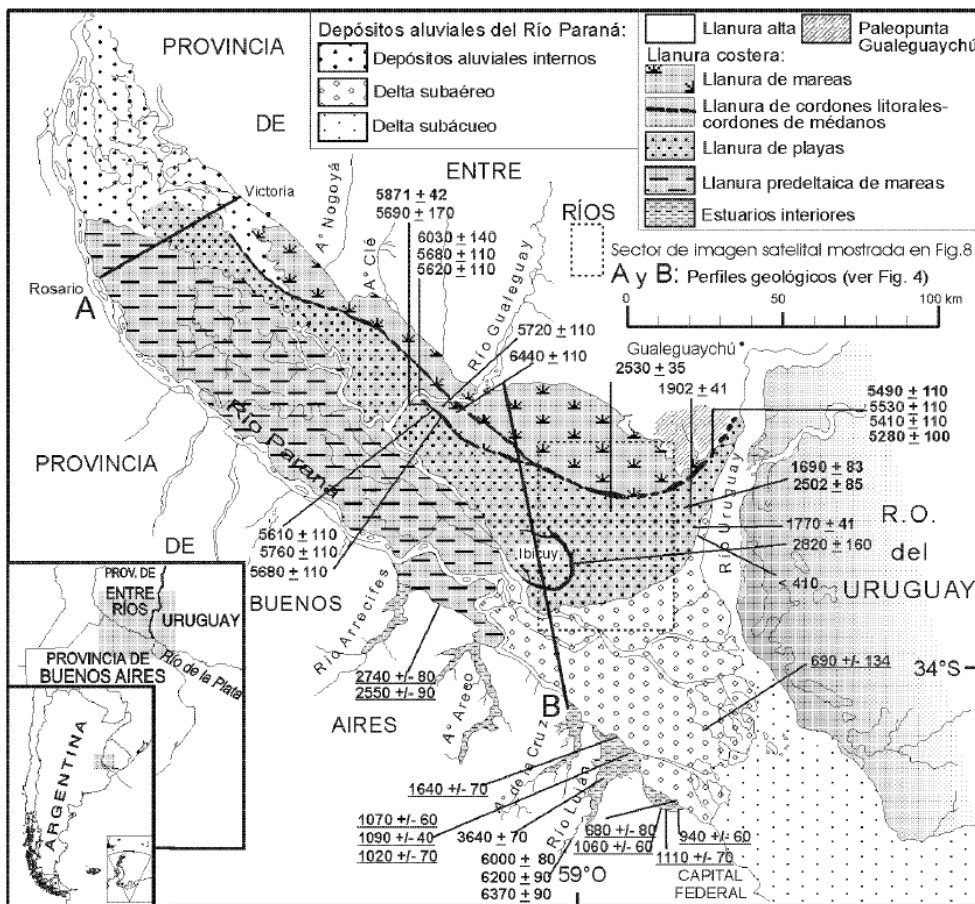 PROVINCIA
DE
ENTRE
RÍOS
Depósitos aluviales del Río Paraná:
Depósitos aluviales internos
Delta subaéreo
Delta subácueo
Llanura alta
Paleopunta
Gualeguaychú
Llanura costera:
Llanura de mareas
Llanura de cordones litorales-
cordones de médanos
Llanura de playas
Llanura predeltaica de mareas
Estuarios interiores
Sector de imagen satelital mostrada en Fig.8
A y B: Perfiles geológicos (ver Fig. 4)
0 50 100 km
Victoria
Rosario
A
A° Nogoyá
A° Clé
Río Gualeguay
5871 ± 42
5690 ± 170
6030 ± 140
5680 ± 110
5620 ± 110
5720 ± 110
6440 ± 110
Gualeguaychú
2530 ± 35
1902 ± 41
5490 ± 110
5530 ± 110
5410 ± 110
5280 ± 100
1690 ± 83
2502 ± 85
1770 ± 41
2820 ± 160
410
Río Uruguay
R.O.
del
URUGUAY
Río Paraná
PROVINCIA
DE
BUENOS
AIRES
5610 ± 110
5760 ± 110
5680 ± 110
Ibicuy
Río Arrecifes
2740 +/- 80
2550 +/- 90
A° Areco
A° de la Cruz
Río Luján
B
690 +/- 134
34°S
1640 +/- 70
1070 +/- 60
1090 +/- 40
1020 +/- 70
3640 ± 70
6000 ± 80
6200 ± 90
6370 ± 90
680 +/- 80
1060 +/- 60
940 +/- 60
1110 +/- 70
CAPITAL
FEDERAL
59°O
PROV. DE
ENTRE
RÍOS
URUGUAY
PROVINCIA DE
BUENOS AIRES
Río de la Plata
ARGENTINA